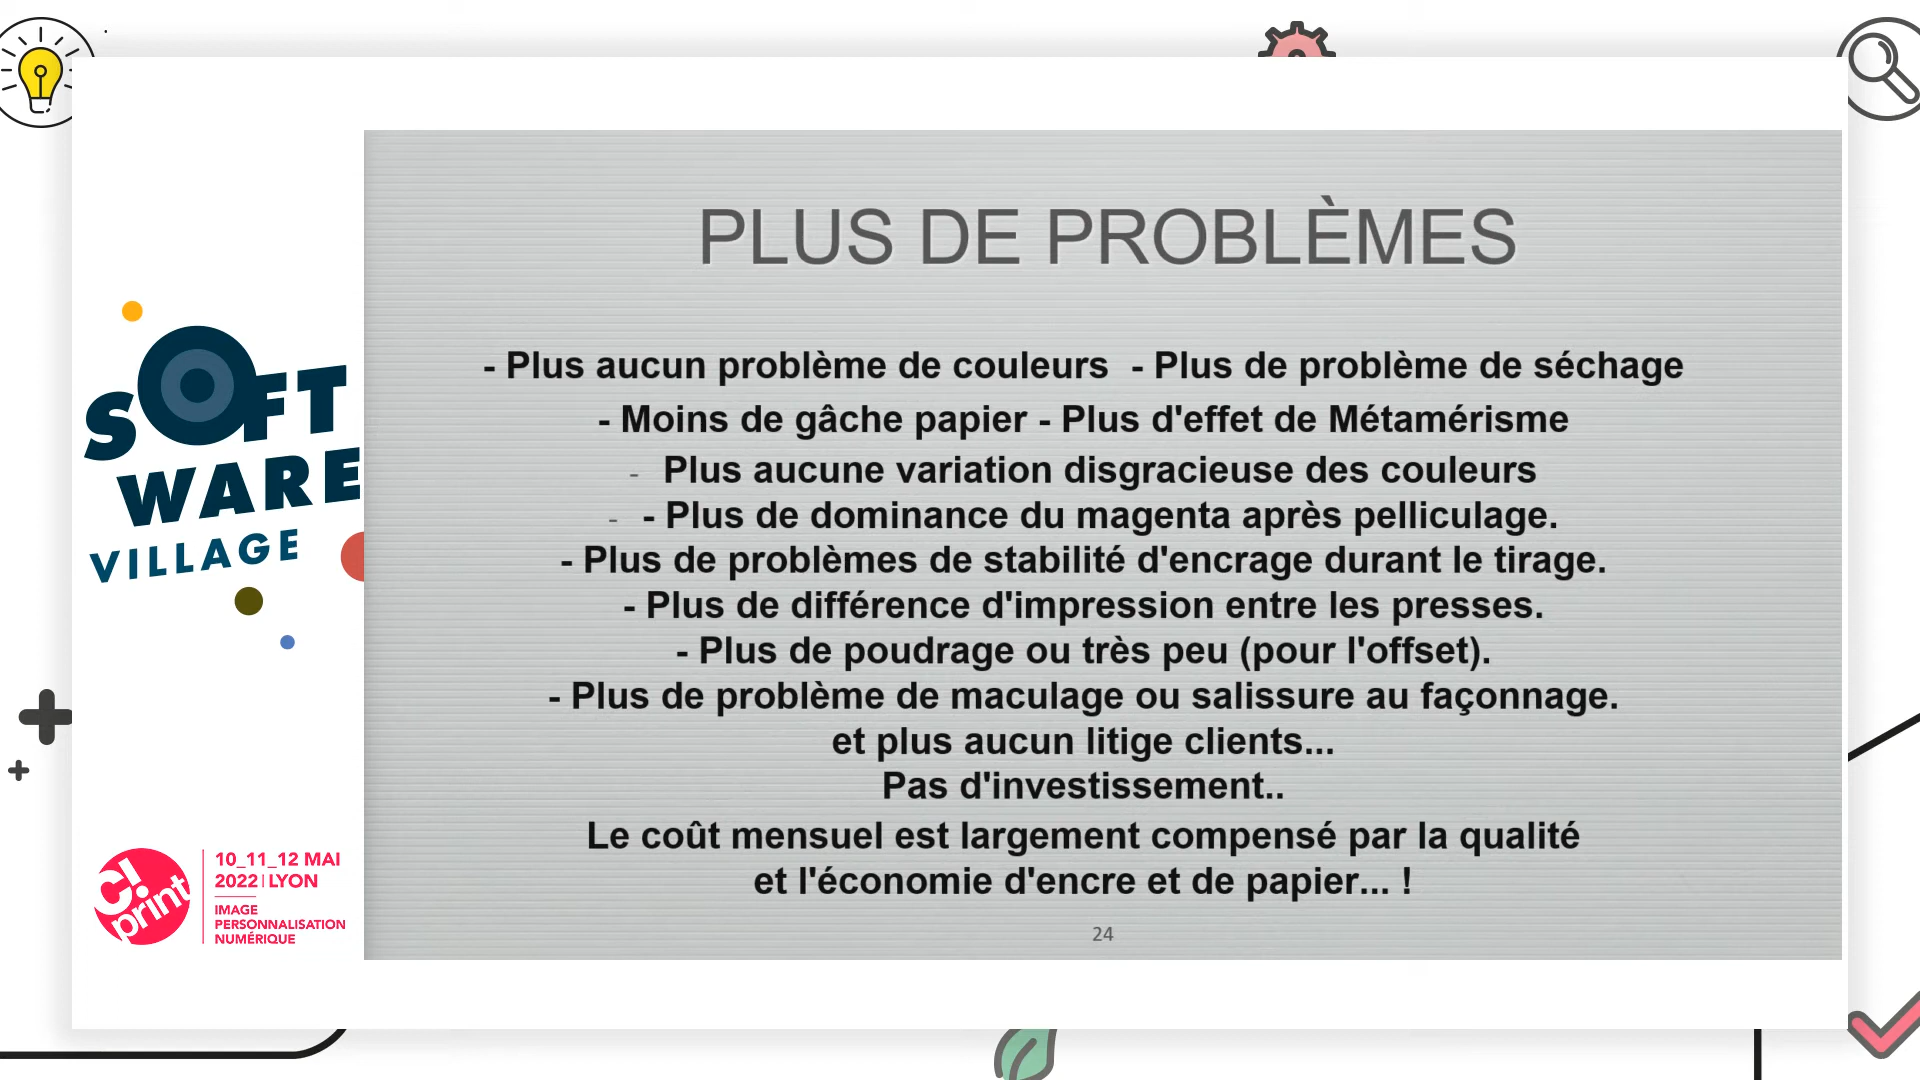 SOFT
WARE
VILLAGE
C!
print
10_11_12 MAI
2022 | LYON
IMAGE
PERSONNALISATION
NUMÉRIQUE
PLUS DE PROBLÈMES
- Plus aucun problème de couleurs - Plus de problème de séchage
- Moins de gâche papier - Plus d'effet de Métamérisme
- Plus aucune variation disgracieuse des couleurs
- - Plus de dominance du magenta après pelliculage.
- Plus de problèmes de stabilité d'encrage durant le tirage.
- Plus de différence d'impression entre les presses.
- Plus de poudrage ou très peu (pour l'offset).
- Plus de problème de maculage ou salissure au façonnage.
et plus aucun litige clients...
Pas d'investissement..
Le coût mensuel est largement compensé par la qualité
et l'économie d'encre et de papier... !
24